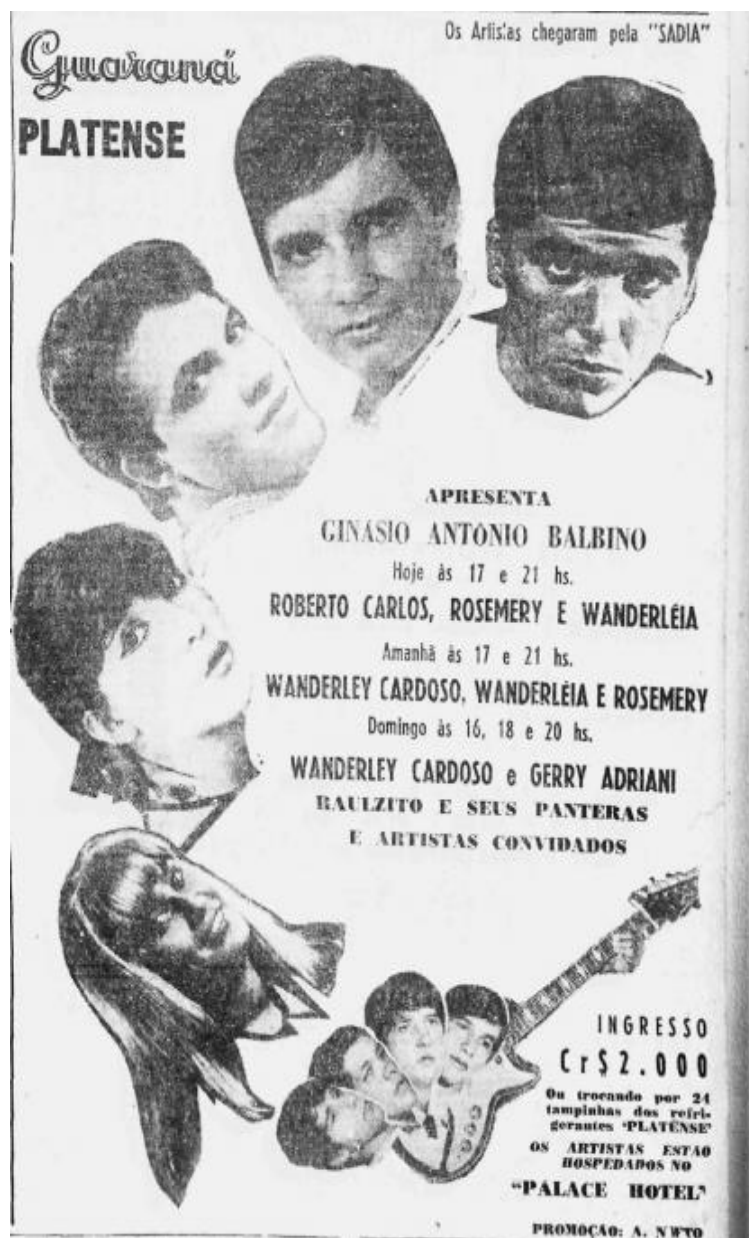 Os Artistas chegaram pela "SADIA"
Guaraná
PLATENSE
APRESENTA
GINÁSIO ANTÔNIO BALBINO
Hoje às 17 e 21 hs.
ROBERTO CARLOS, ROSEMERY E WANDERLÉIA
Amanhã às 17 e 21 hs.
WANDERLEY CARDOSO, WANDERLÉIA E ROSEMERY
Domingo às 16, 18 e 20 hs.
WANDERLEY CARDOSO e GERRY ADRIANI
RAULZITO E SEUS PANTERAS
E ARTISTAS CONVIDADOS
INGRESSO
Cr$ 2.000
Ou trocando por 24
tampinhas dos refri-
gerantes "PLATENSE"
OS ARTISTAS ESTÃO
HOSPEDADOS NO
"PALACE HOTEL"
PROMOÇÃO: A.